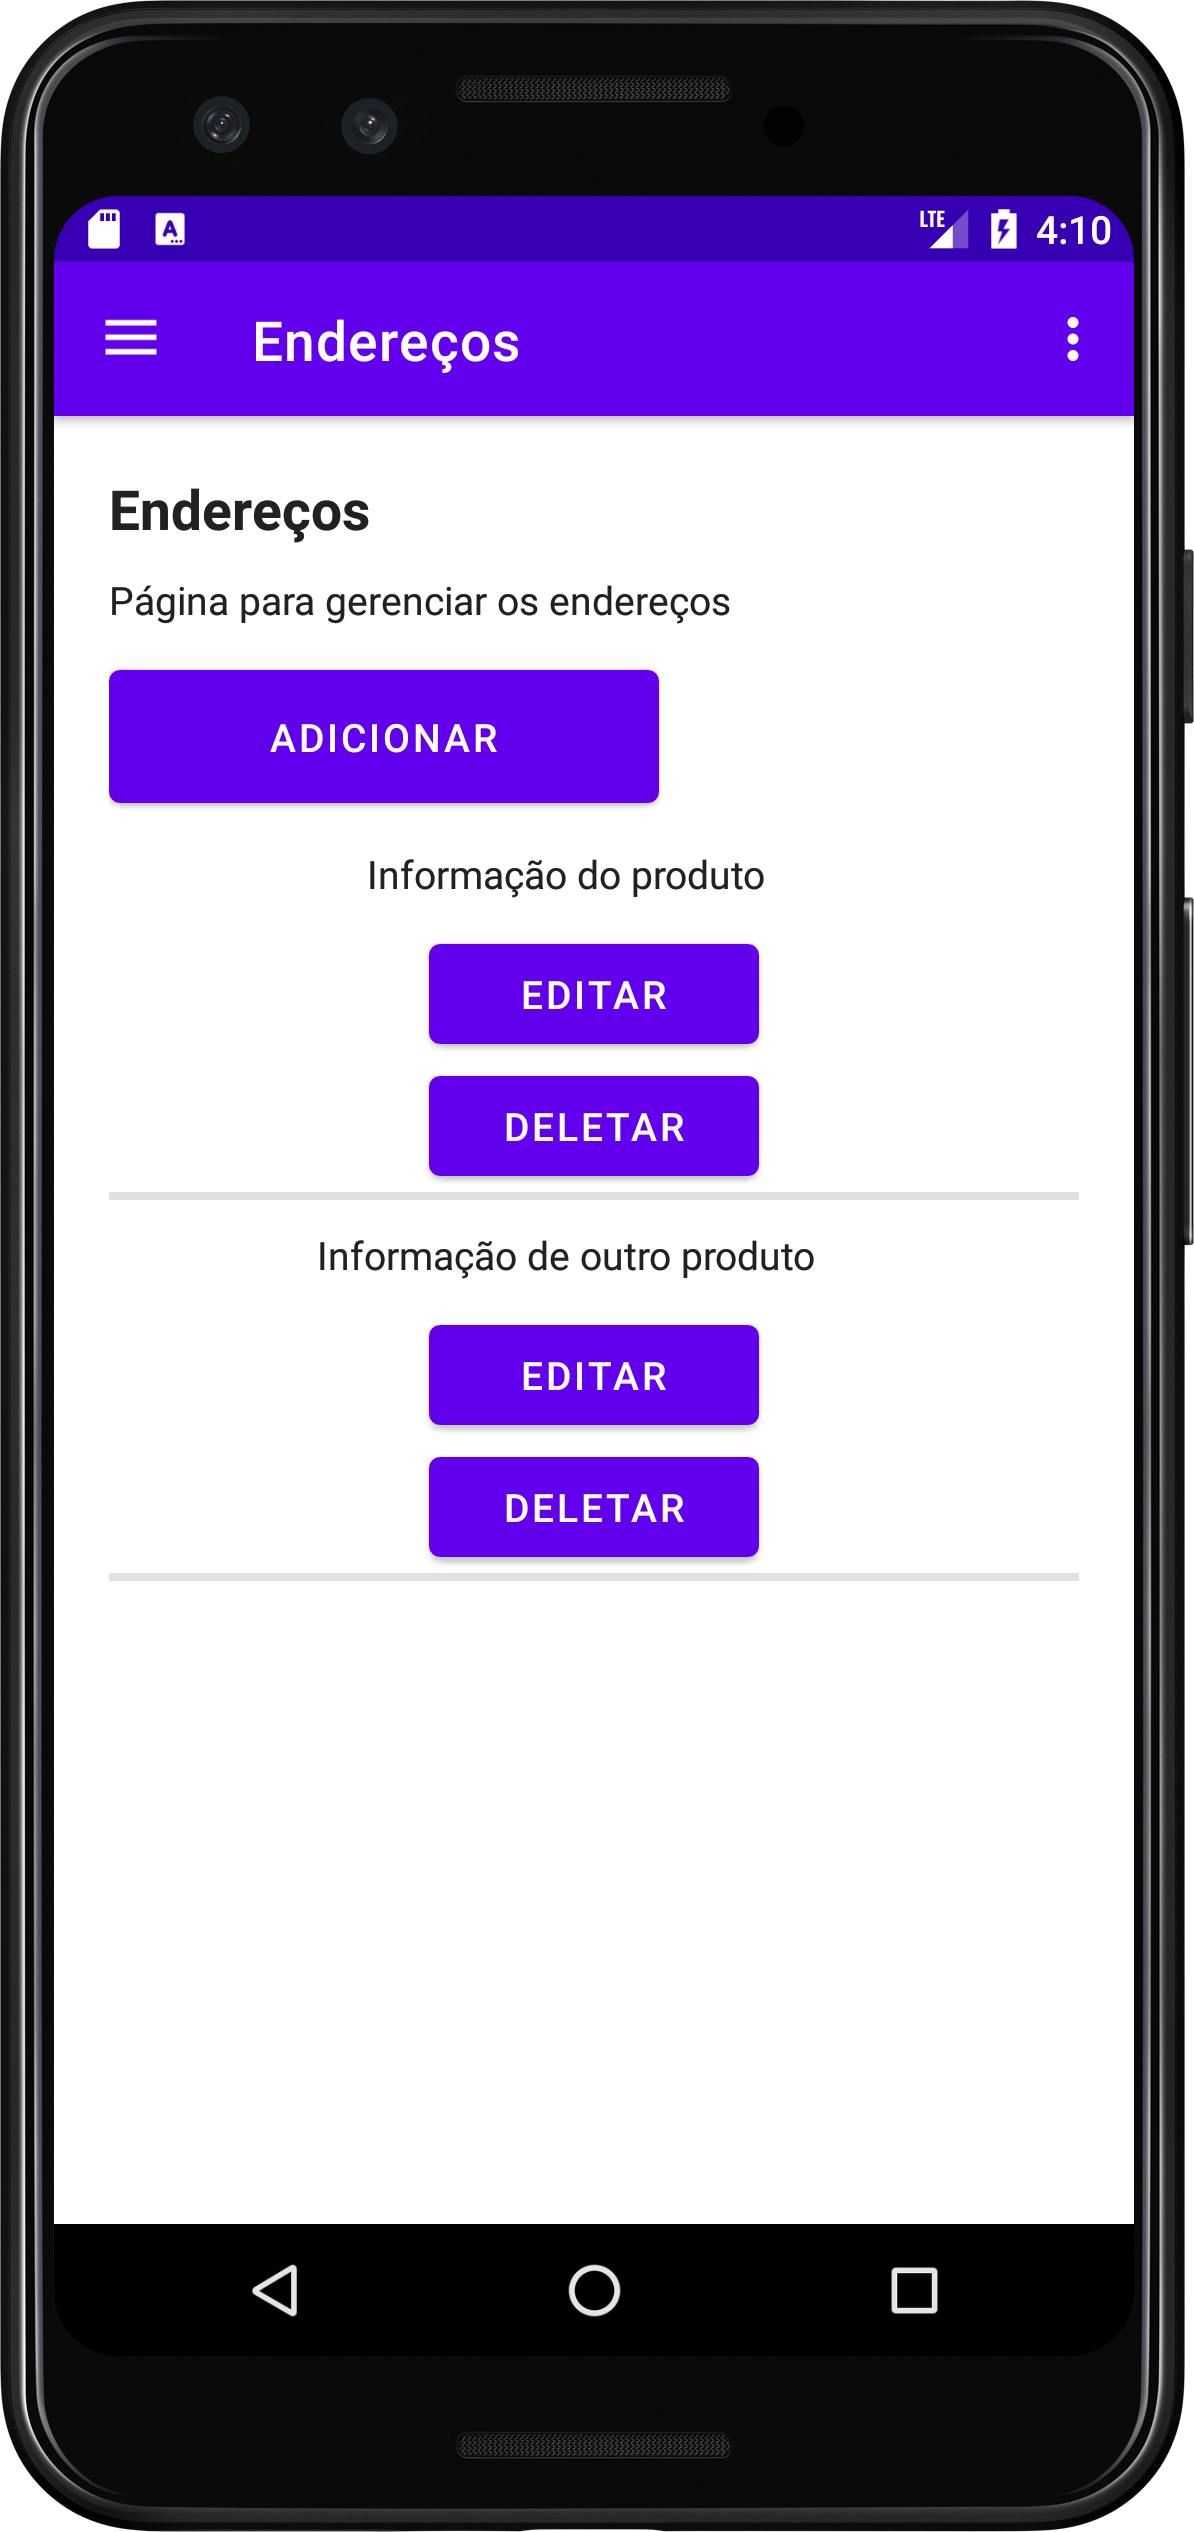 LTE 4:10
Endereços
Endereços
Página para gerenciar os endereços
ADICIONAR
Informação do produto
EDITAR
DELETAR
Informação de outro produto
EDITAR
DELETAR